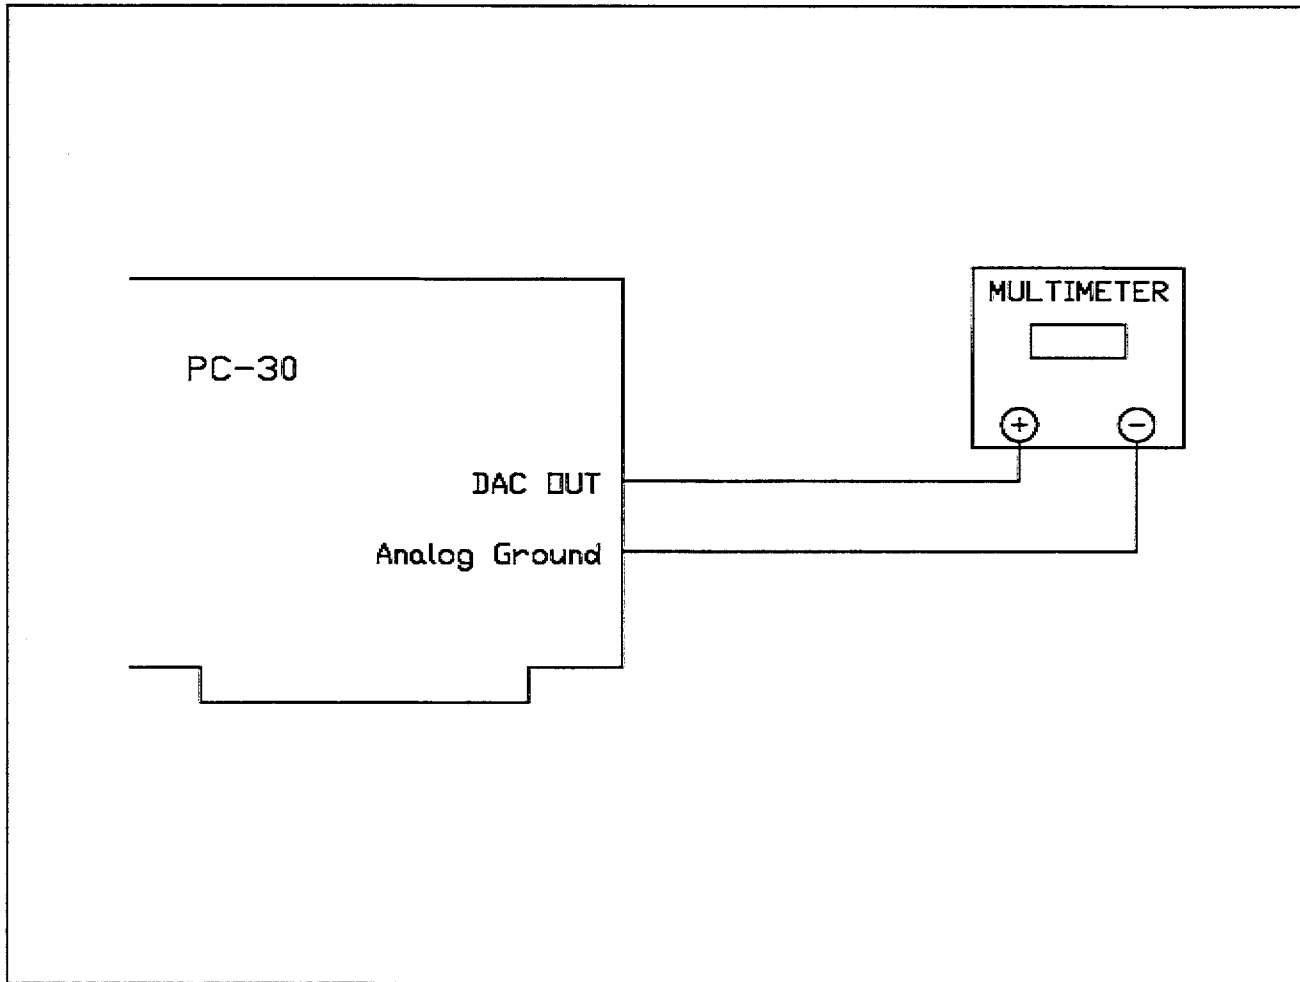 MULTIMETER
PC-30
+ -
DAC OUT
Analog Ground